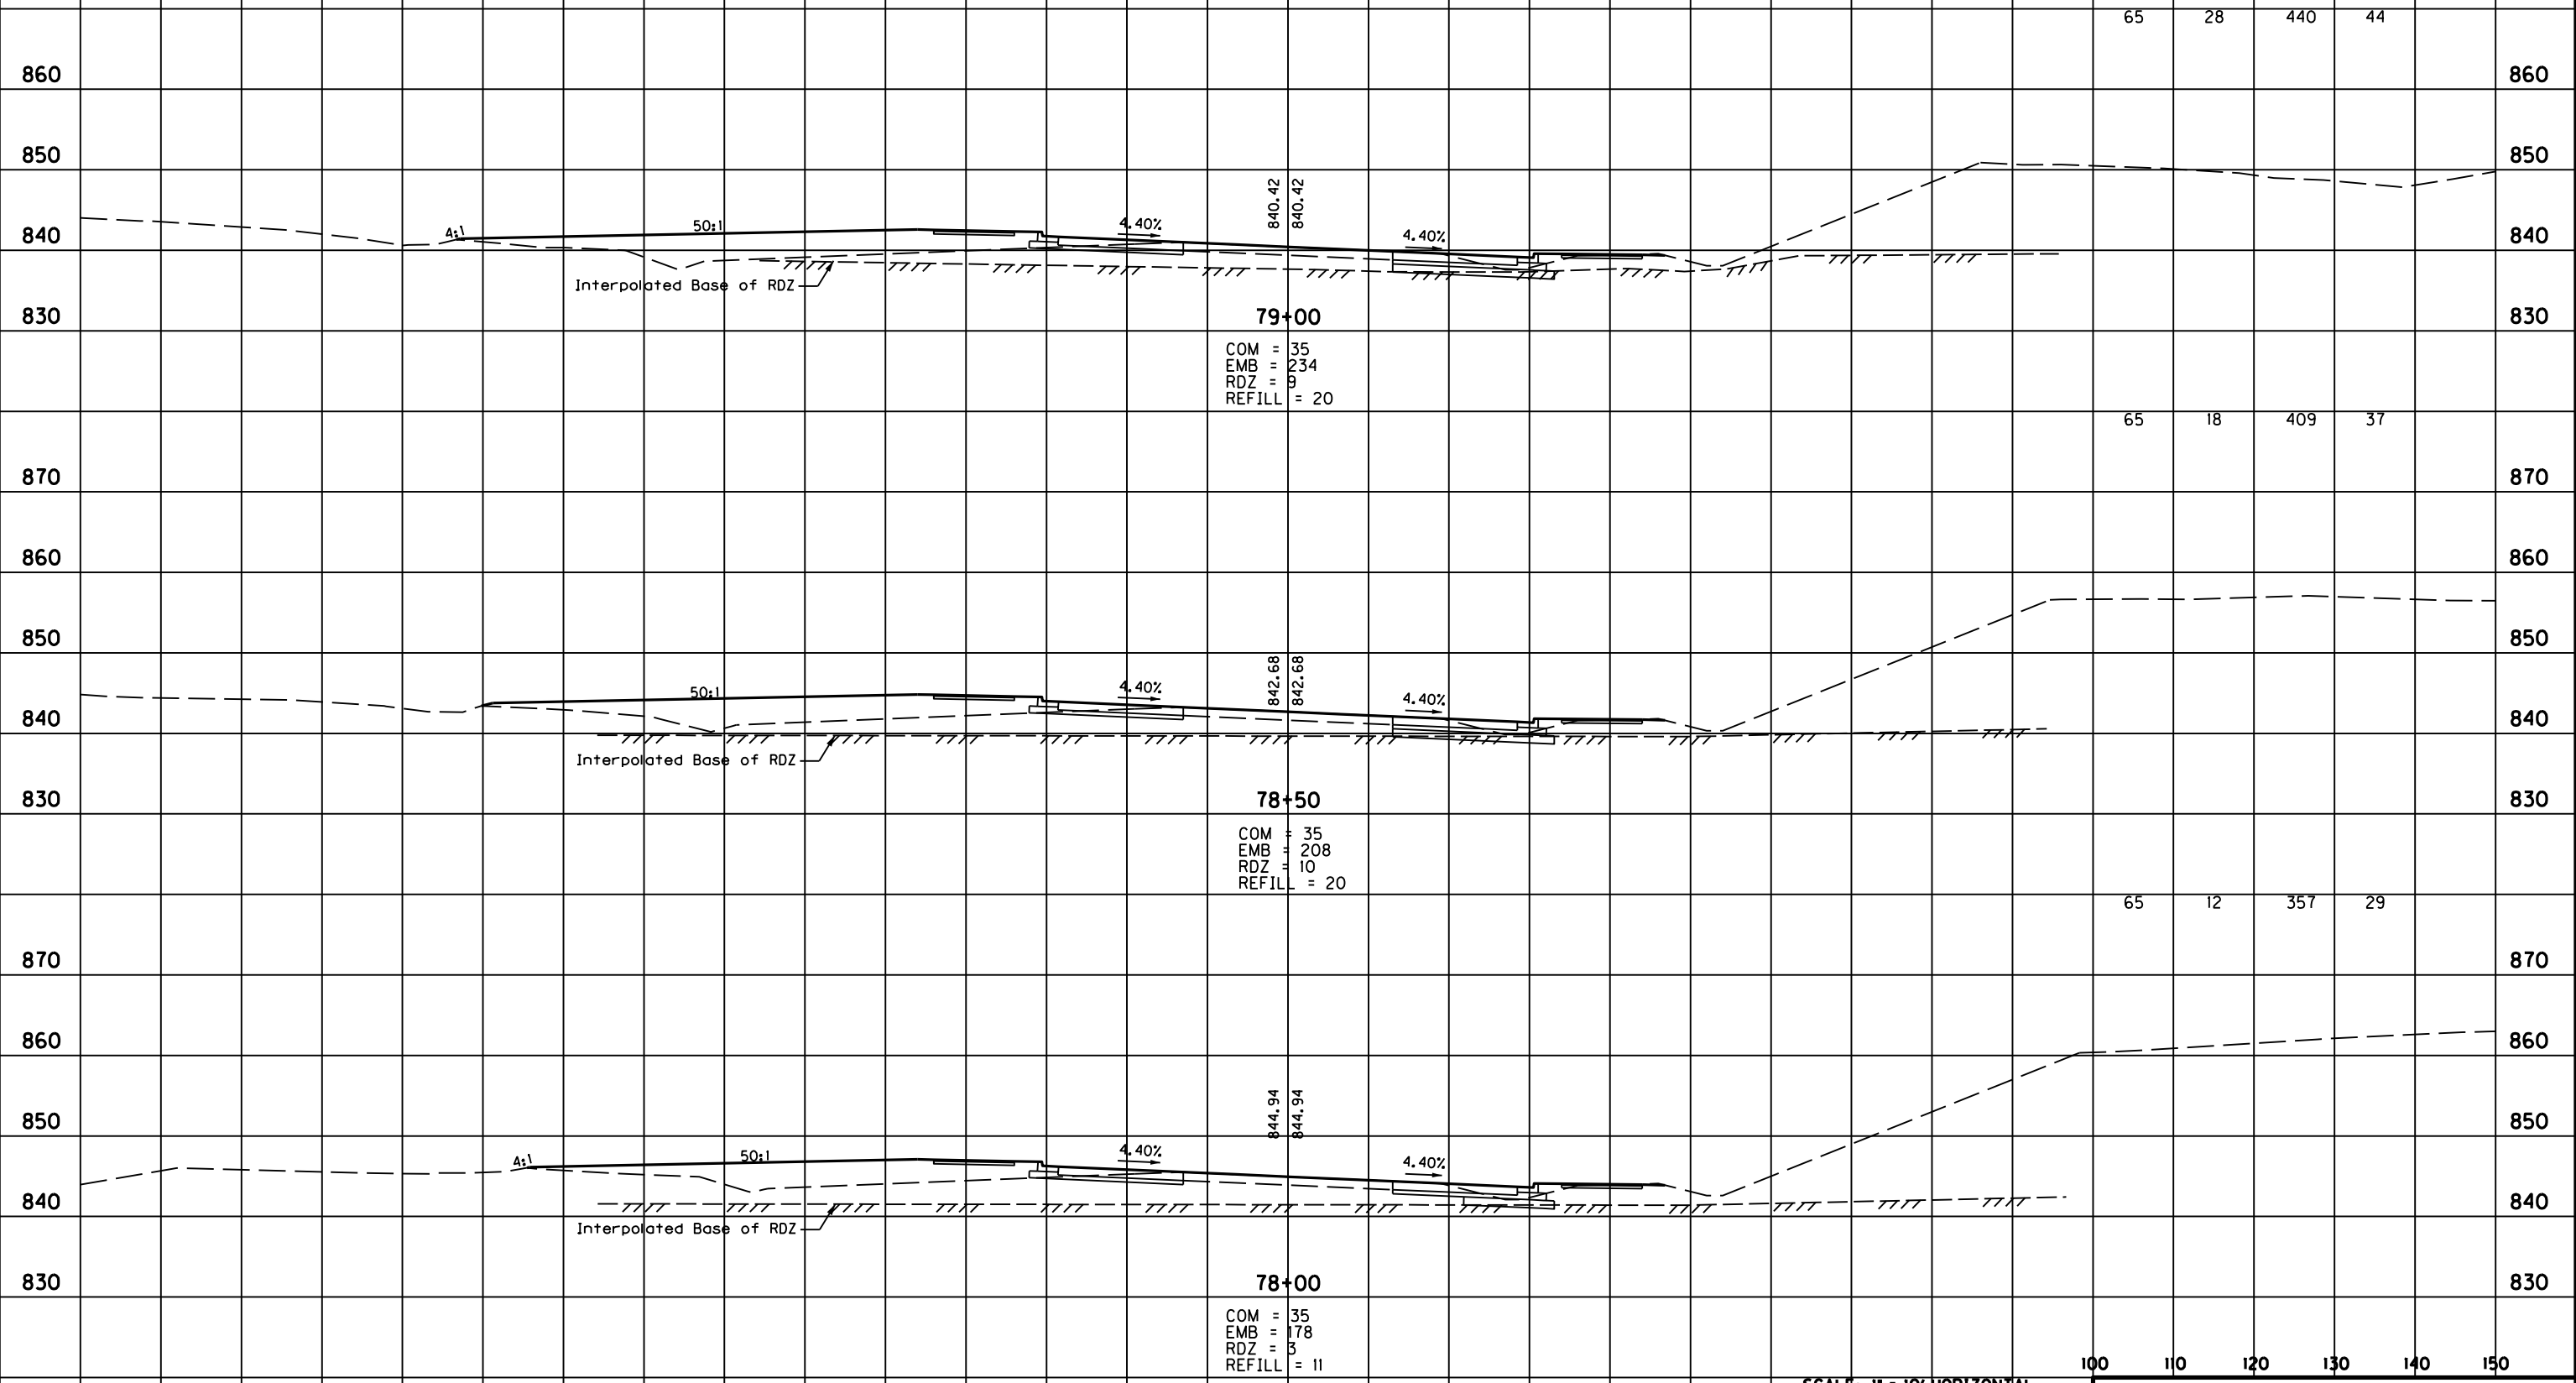 65 28 440 44
860 860
850 850
840.42 840.42
4:1 50:1 4.40% 4.40%
840 840
Interpolated Base of RDZ
830 79+00 830
COM = 35
EMB = 234
RDZ = 9
REFILL = 20
65 18 409 37
870 870
860 860
850 850
842.68 842.68
50:1 4.40% 4.40%
840 840
Interpolated Base of RDZ
830 78+50 830
COM = 35
EMB = 208
RDZ = 10
REFILL = 20
65 12 357 29
870 870
860 860
850 850
844.94 844.94
4:1 50:1 4.40% 4.40%
840 840
Interpolated Base of RDZ
830 78+00 830
COM = 35
EMB = 178
RDZ = 3
REFILL = 11
100 110 120 130 140 150